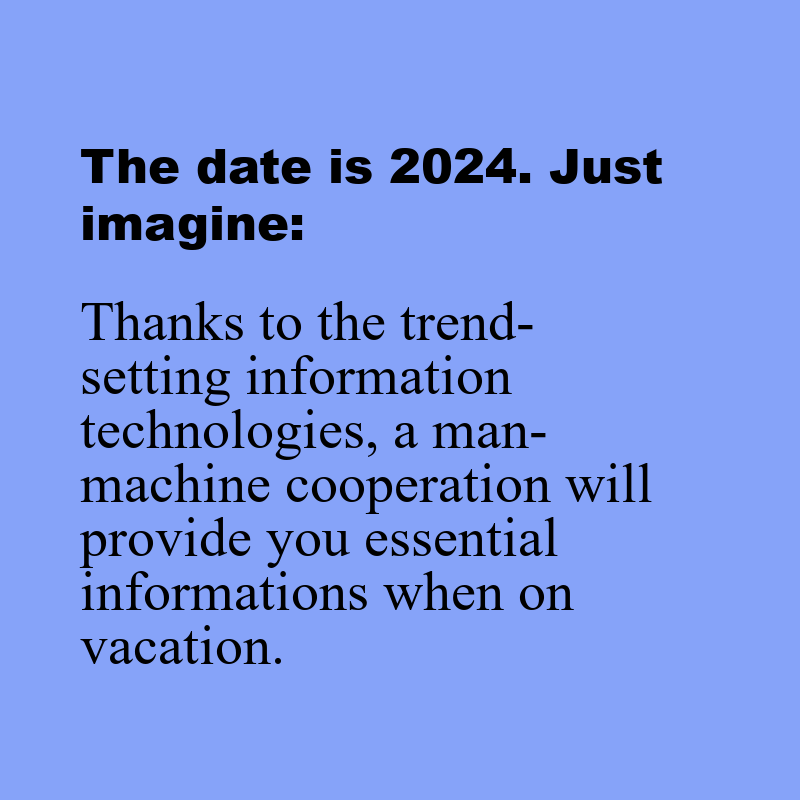 The date is 2024. Just
imagine:
Thanks to the trend-
setting information
technologies, a man-
machine cooperation will
provide you essential
informations when on
vacation.